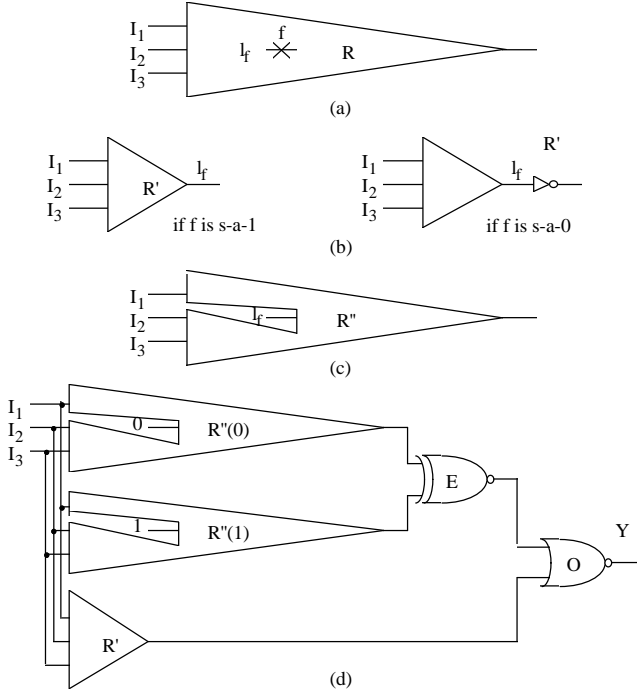 I1
I2
I3
f
lf
R
(a)
I1
I2
I3
R'
lf
if f is s-a-1
I1
I2
I3
lf
R'
if f is s-a-0
(b)
I1
I2
I3
lf
R''
(c)
I1
I2
I3
0
R''(0)
E
1
R''(1)
Y
O
R'
(d)